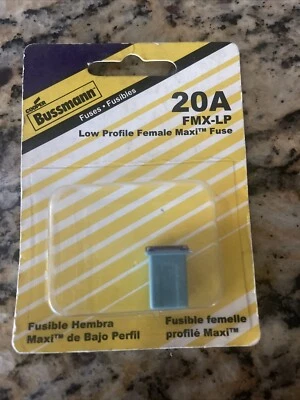 COOPER
Bussmann®
Fuses • Fusibles
20A
FMX-LP
Low Profile Female Maxi™ Fuse
Fusible Hembra
Maxi™ de Bajo Perfil
Fusible femelle
profilé Maxi™